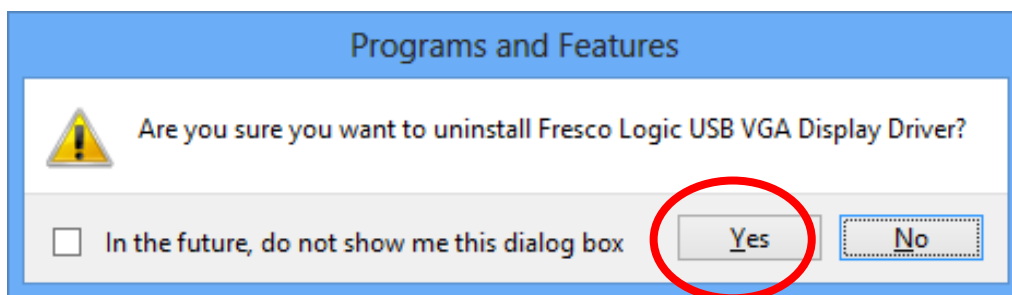 Programs and Features
Are you sure you want to uninstall Fresco Logic USB VGA Display Driver?
In the future, do not show me this dialog box
Yes
No